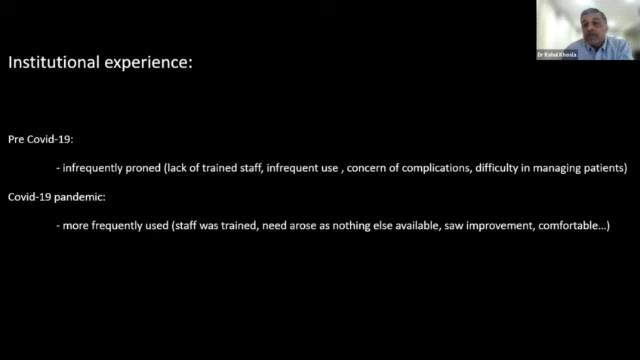 Institutional experience:
Dr Rahul Khosla
Pre Covid-19:
- infrequently proned (lack of trained staff, infrequent use , concern of complications, difficulty in managing patients)
Covid-19 pandemic:
- more frequently used (staff was trained, need arose as nothing else available, saw improvement, comfortable...)